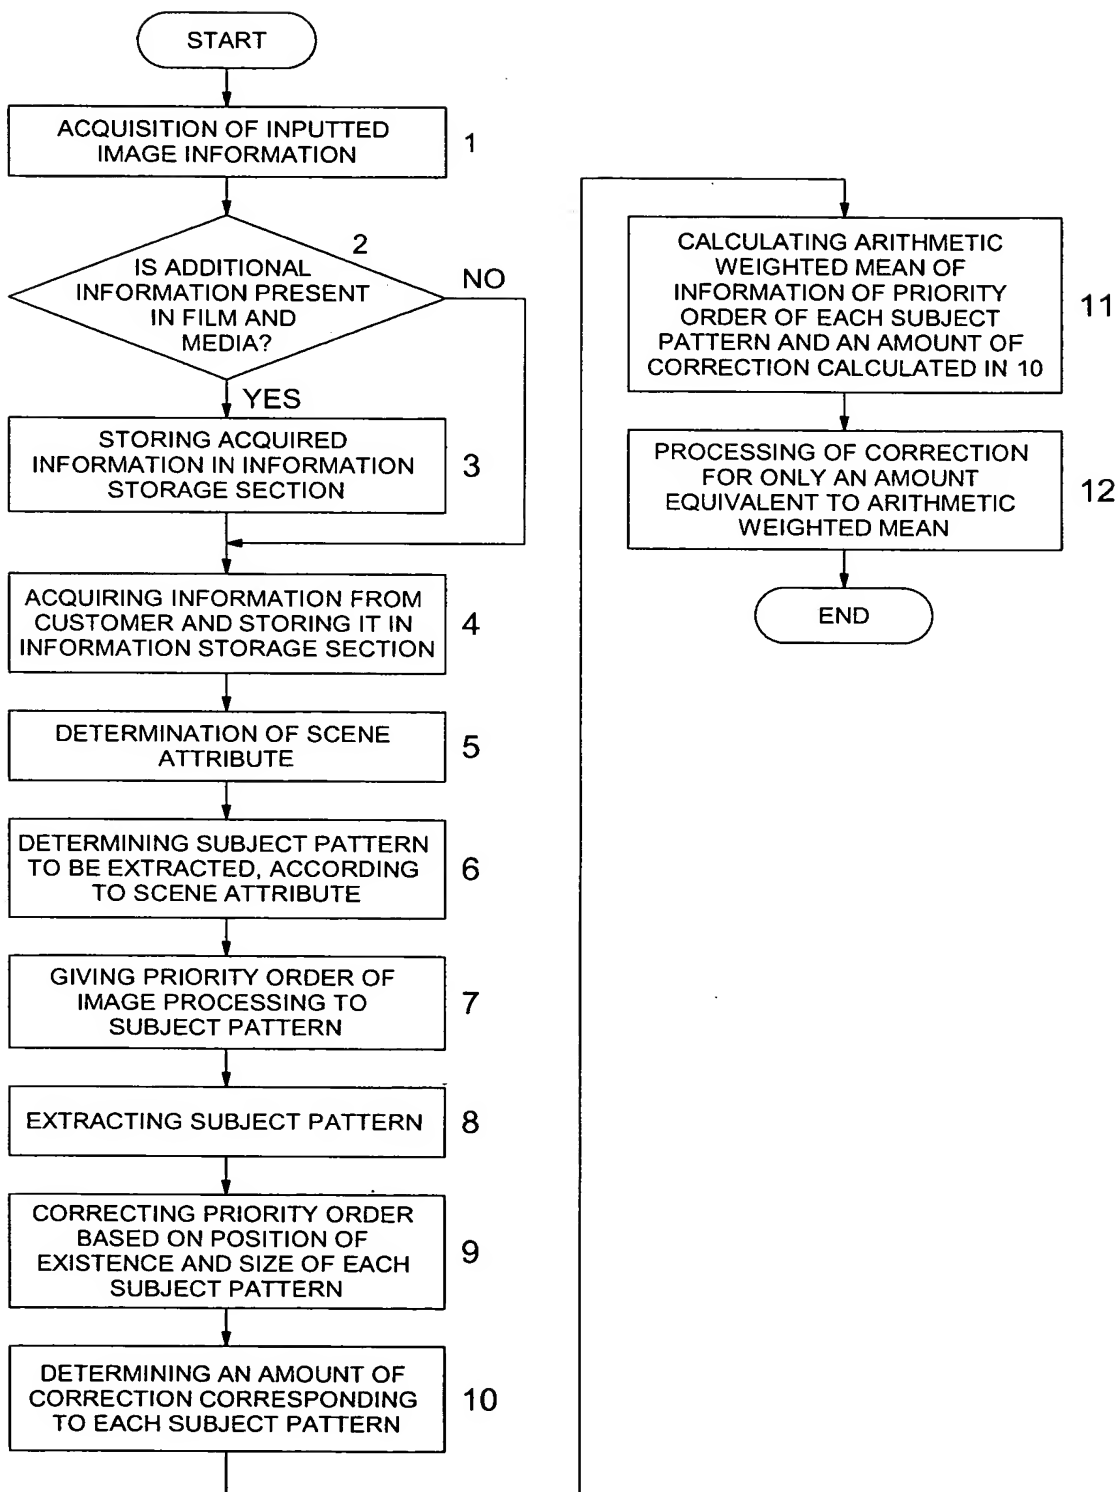 START
ACQUISITION OF INPUTTED
IMAGE INFORMATION
1
2
IS ADDITIONAL
INFORMATION PRESENT
IN FILM AND
MEDIA?
NO
YES
STORING ACQUIRED
INFORMATION IN INFORMATION
STORAGE SECTION
3
ACQUIRING INFORMATION FROM
CUSTOMER AND STORING IT IN
INFORMATION STORAGE SECTION
4
DETERMINATION OF SCENE
ATTRIBUTE
5
DETERMINING SUBJECT PATTERN
TO BE EXTRACTED, ACCORDING
TO SCENE ATTRIBUTE
6
GIVING PRIORITY ORDER OF
IMAGE PROCESSING TO
SUBJECT PATTERN
7
EXTRACTING SUBJECT PATTERN
8
CORRECTING PRIORITY ORDER
BASED ON POSITION OF
EXISTENCE AND SIZE OF EACH
SUBJECT PATTERN
9
DETERMINING AN AMOUNT OF
CORRECTION CORRESPONDING
TO EACH SUBJECT PATTERN
10
CALCULATING ARITHMETIC
WEIGHTED MEAN OF
INFORMATION OF PRIORITY
ORDER OF EACH SUBJECT
PATTERN AND AN AMOUNT OF
CORRECTION CALCULATED IN 10
11
PROCESSING OF CORRECTION
FOR ONLY AN AMOUNT
EQUIVALENT TO ARITHMETIC
WEIGHTED MEAN
12
END